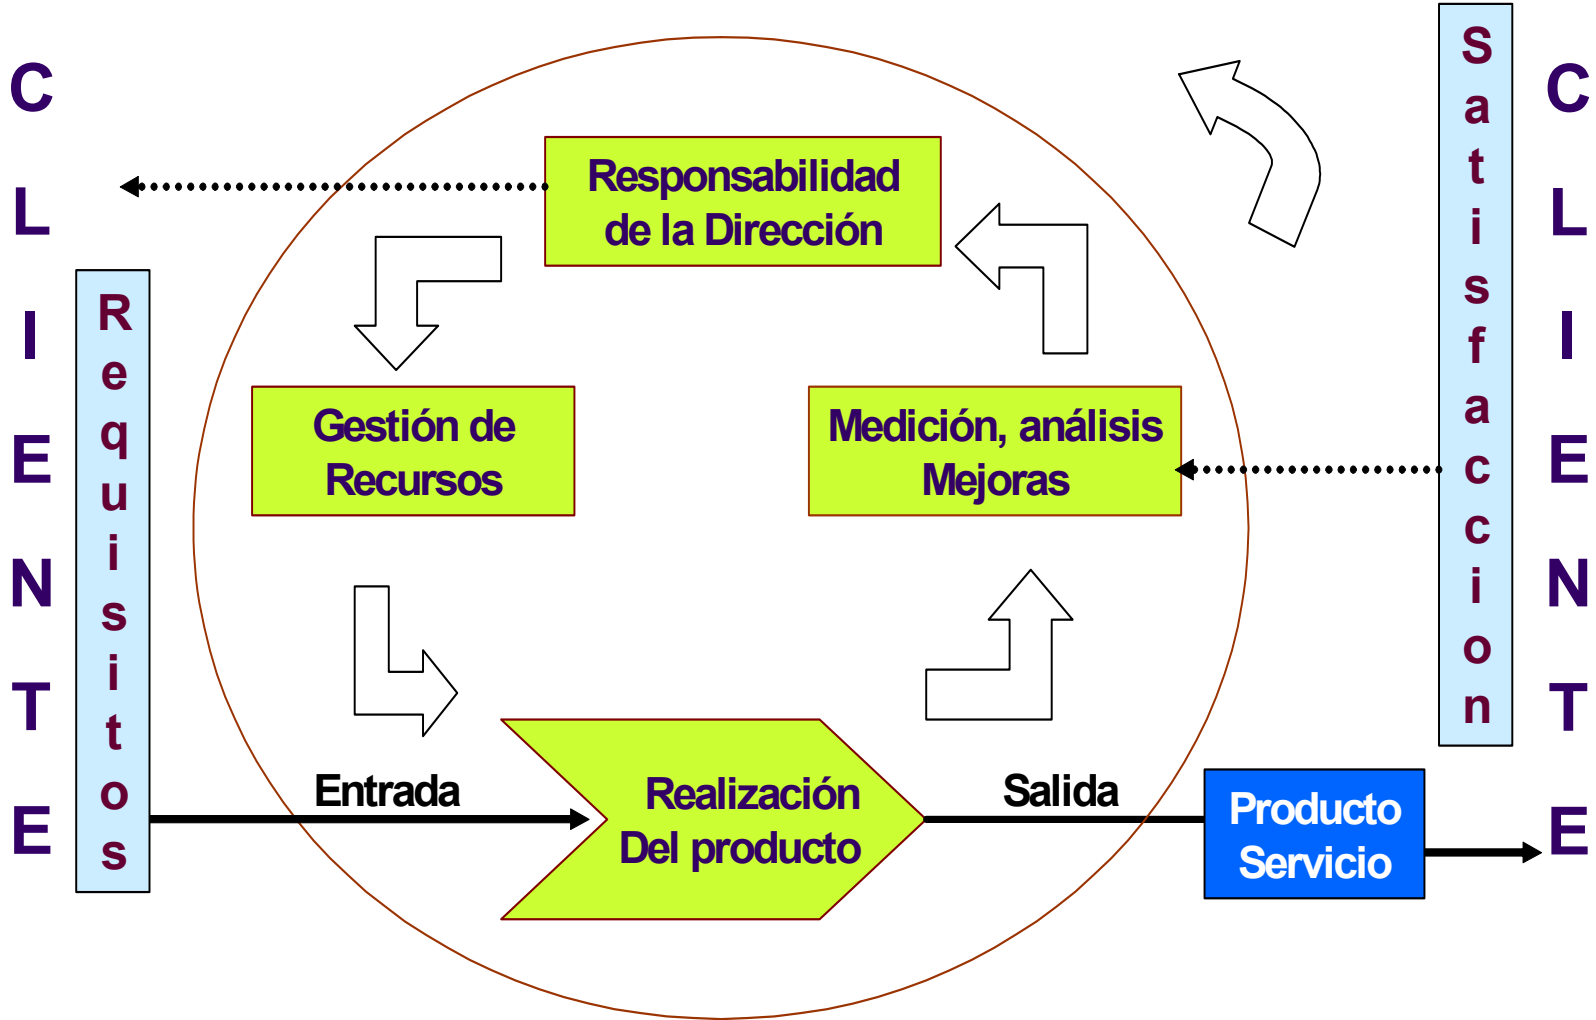 CLIENTE
Requisitos
Responsabilidad
de la Dirección
Gestión de
Recursos
Medición, análisis
Mejoras
Entrada
Realización
Del producto
Salida
Producto
Servicio
Satisfaccion
CLIENTE